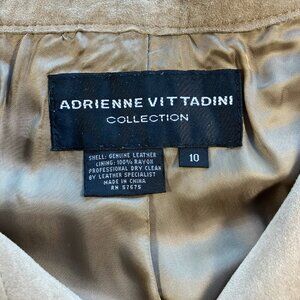 ADRIENNE VITTADINI
COLLECTION
SHELL: GENUINE LEATHER
LINING: 100% RAYON
PROFESSIONAL DRY CLEAN
BY LEATHER SPECIALIST
MADE IN CHINA
RN 57675
10